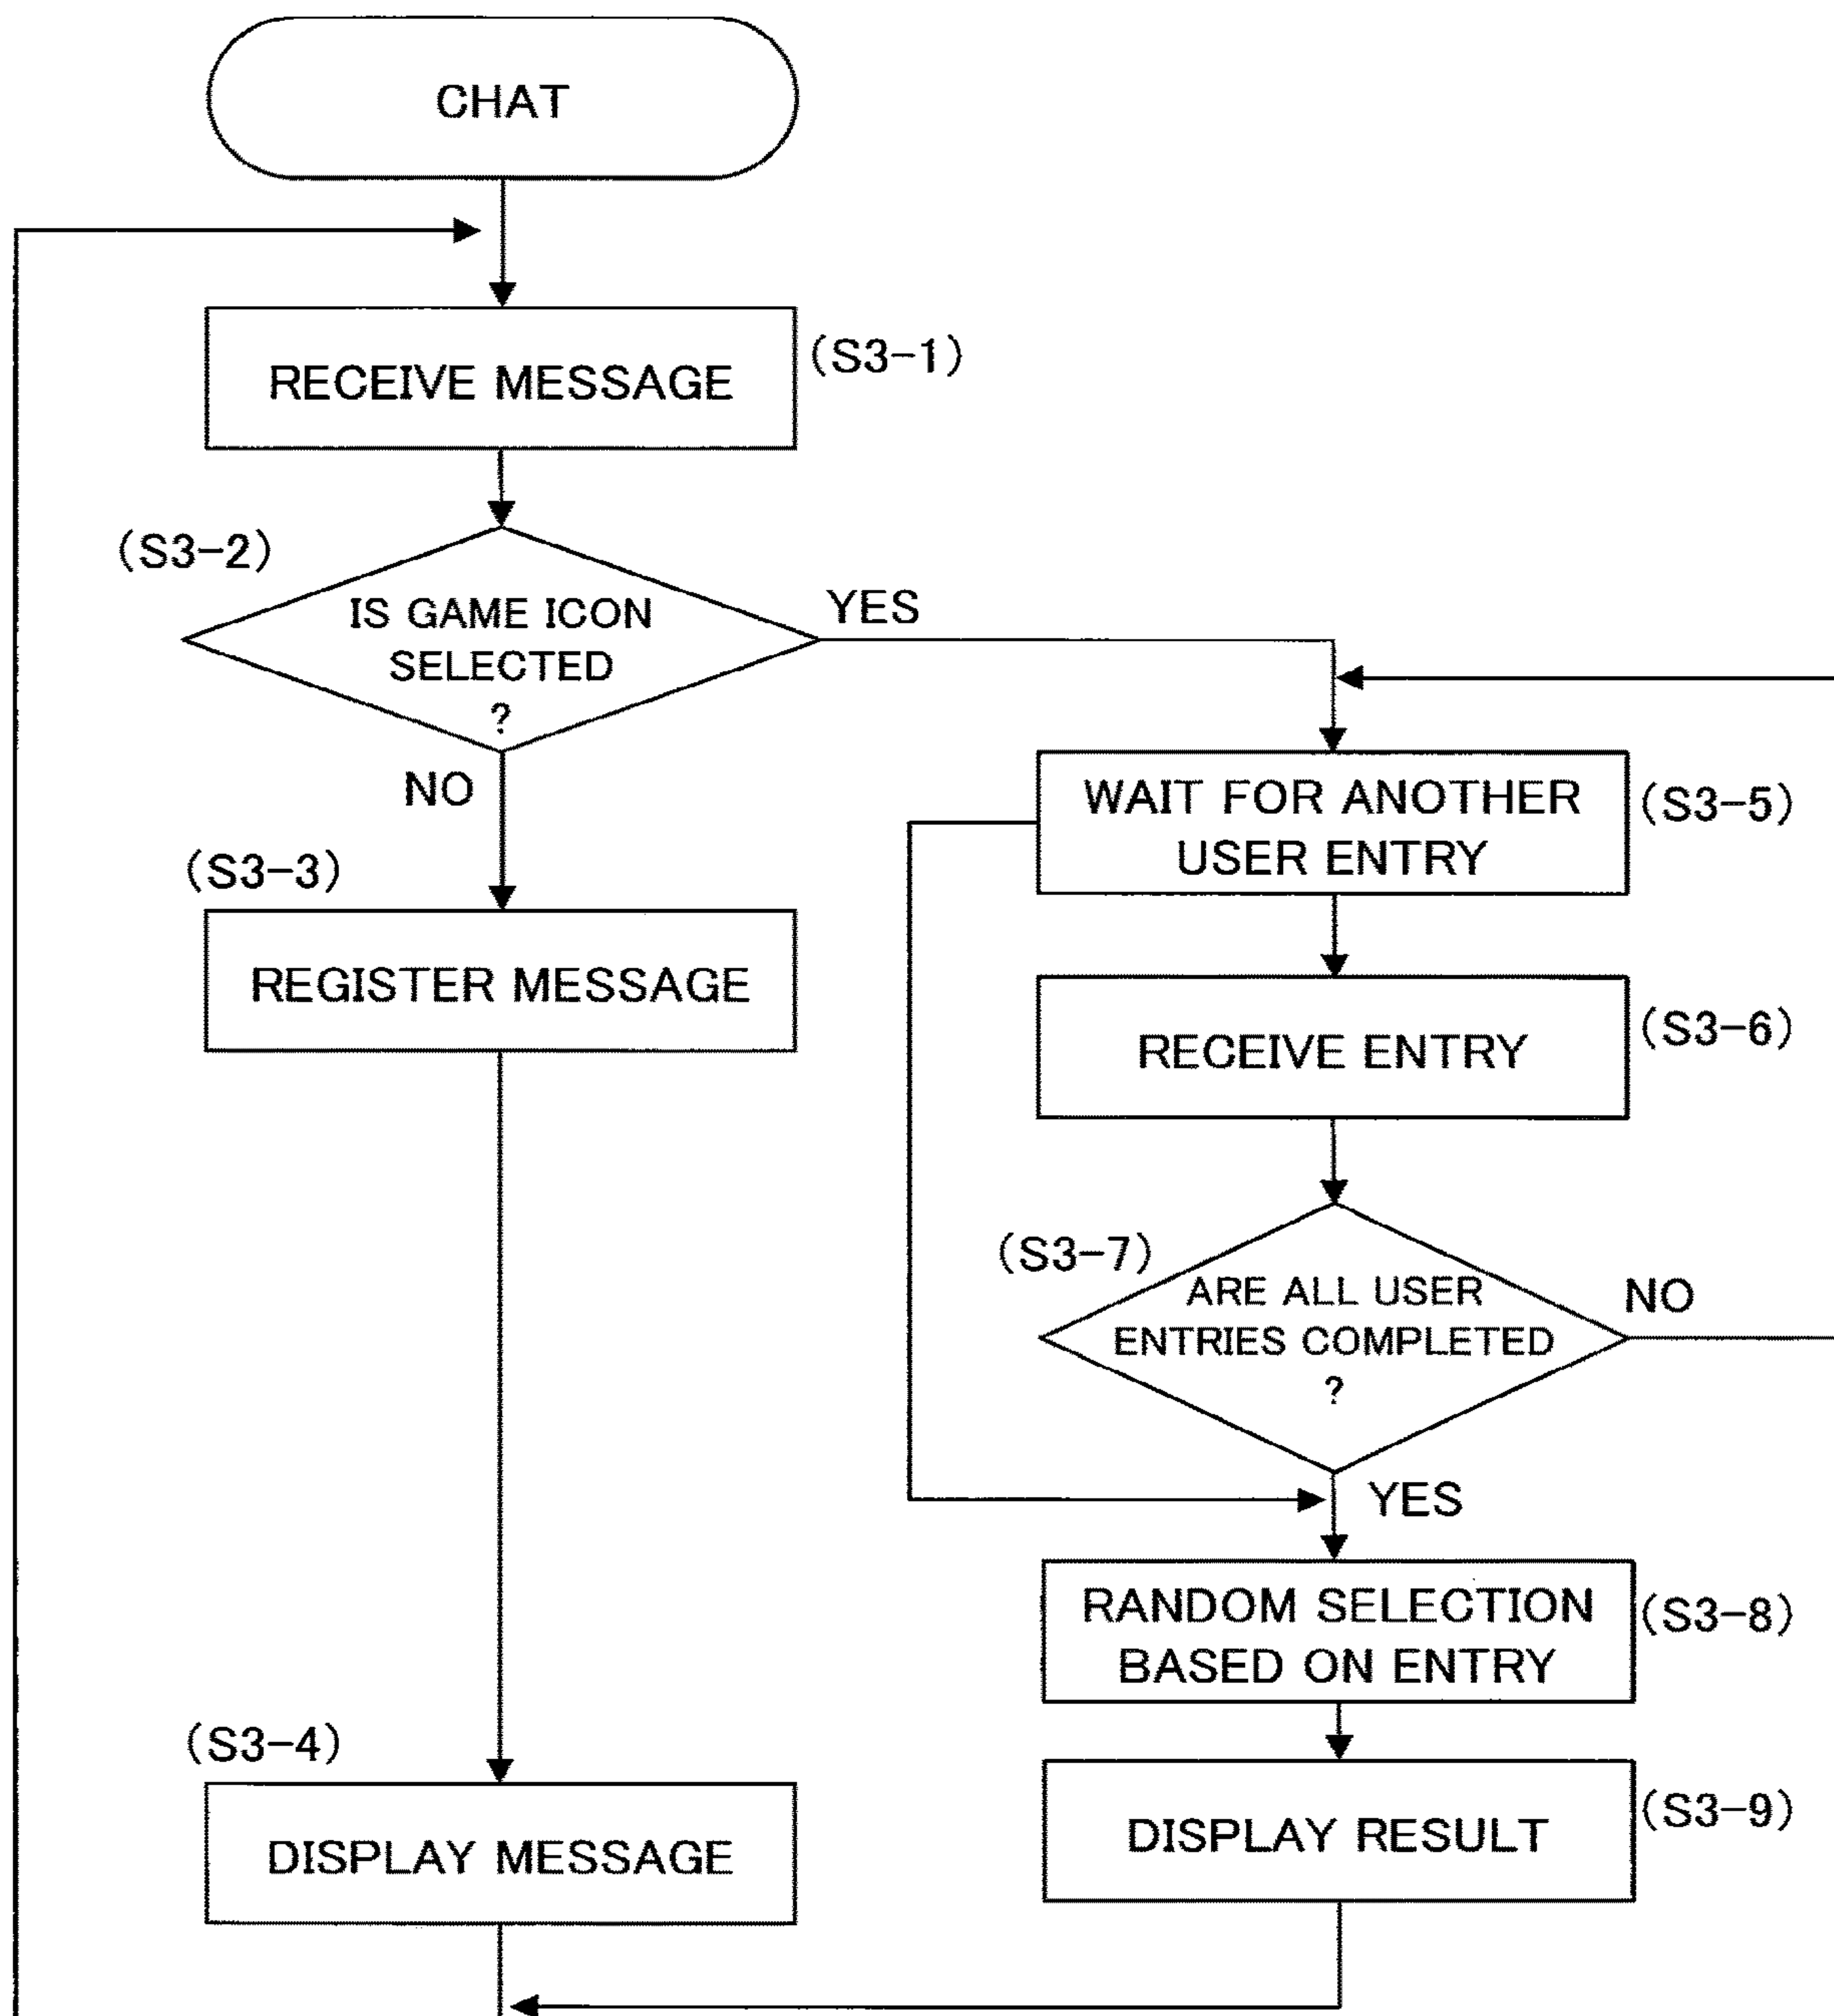 CHAT
RECEIVE MESSAGE
(S3-1)
(S3-2)
IS GAME ICON
SELECTED
?
YES
NO
(S3-3)
REGISTER MESSAGE
(S3-4)
DISPLAY MESSAGE
WAIT FOR ANOTHER
USER ENTRY
(S3-5)
RECEIVE ENTRY
(S3-6)
(S3-7)
ARE ALL USER
ENTRIES COMPLETED
?
NO
YES
RANDOM SELECTION
BASED ON ENTRY
(S3-8)
DISPLAY RESULT
(S3-9)